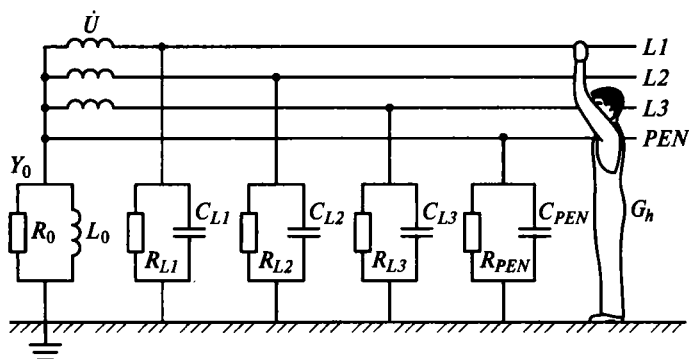 U̇
L1
L2
L3
PEN
Y0
R0 L0
CL1 RL1
CL2 RL2
CL3 RL3
CPEN RPEN
Gh